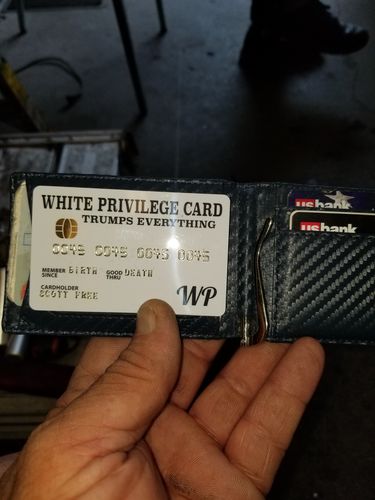 WHITE PRIVILEGE CARD
TRUMPS EVERYTHING
0045 0045 0045 0045
MEMBER SINCE BIRTH GOOD THRU DEATH
CARDHOLDER
SCOTT FREE
WP
usbank
usbank